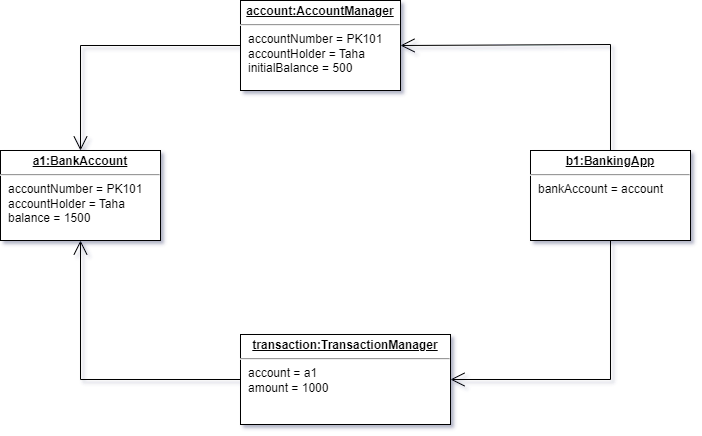 account:AccountManager
accountNumber = PK101
accountHolder = Taha
initialBalance = 500
a1:BankAccount
accountNumber = PK101
accountHolder = Taha
balance = 1500
b1:BankingApp
bankAccount = account
transaction:TransactionManager
account = a1
amount = 1000